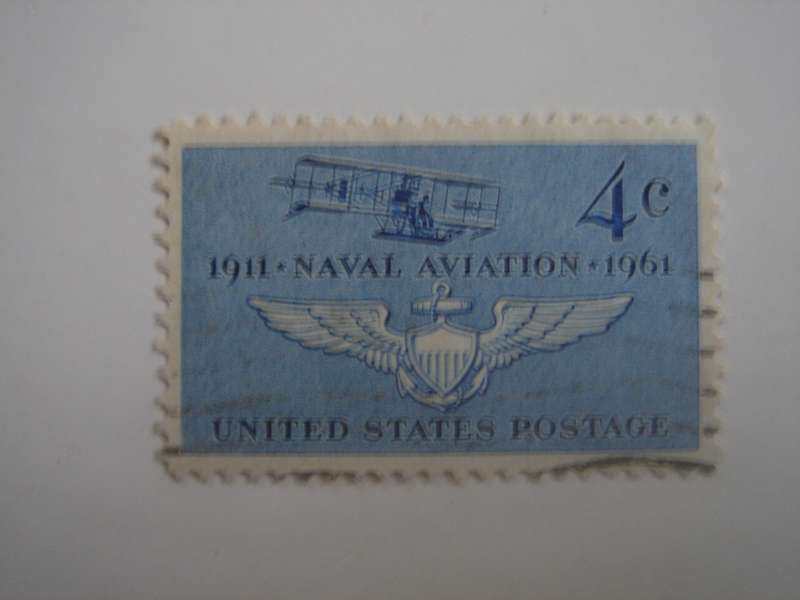 4c
1911 ★ NAVAL AVIATION ★ 1961
UNITED STATES POSTAGE